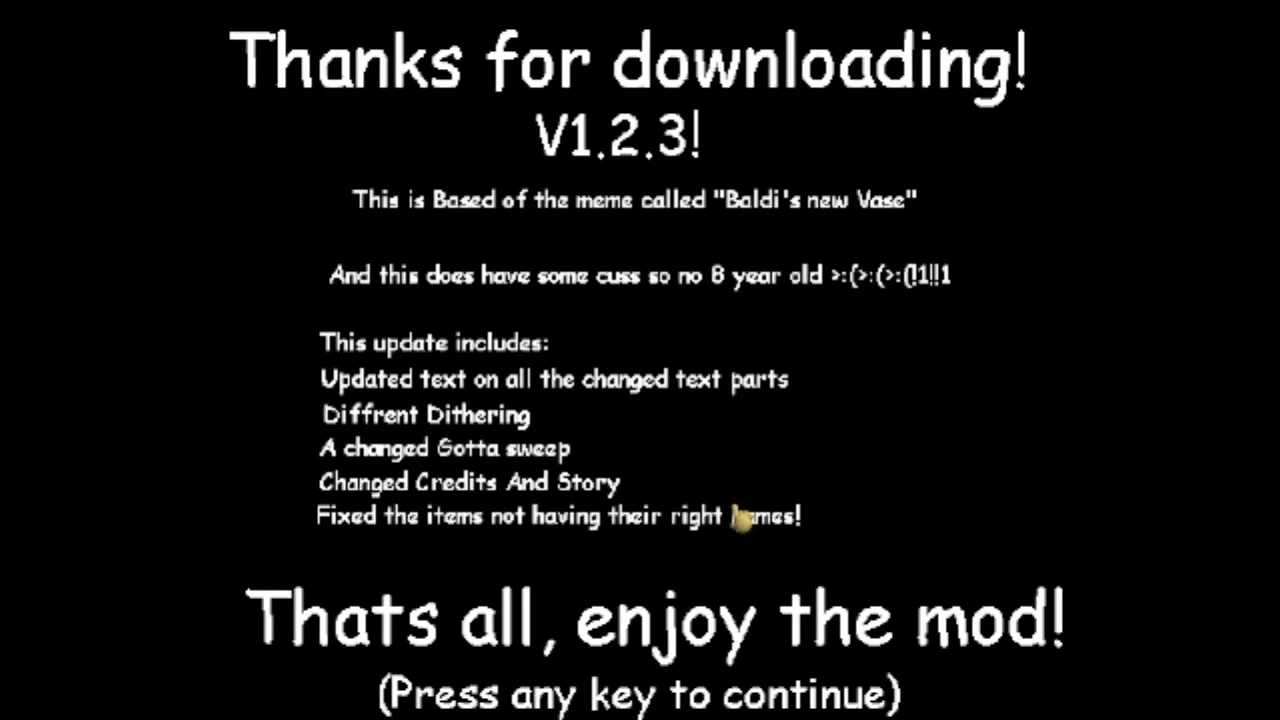 Thanks for downloading!
V1.2.3!
This is Based of the meme called "Baldi's new Vase"
And this does have some cuss so no 8 year old >:(>:(>:(!1!!1
This update includes:
Updated text on all the changed text parts
Diffrent Dithering
A changed Gotta sweep
Changed Credits And Story
Fixed the items not having their right names!
Thats all, enjoy the mod!
(Press any key to continue)